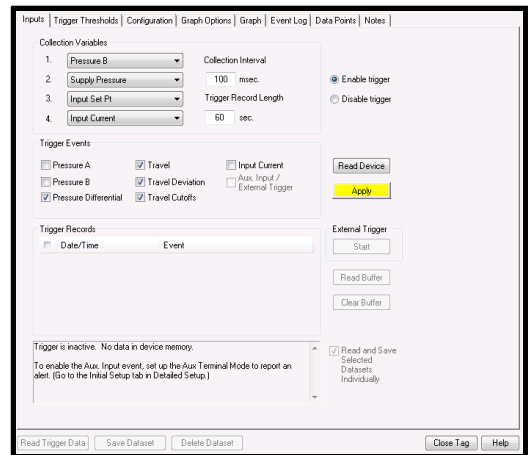 Inputs Trigger Thresholds Configuration Graph Options Graph Event Log Data Points Notes
Collection Variables
1. Pressure B
2. Supply Pressure
3. Input Set Pt
4. Input Current
Collection Interval
100 msec.
Trigger Record Length
60 sec.
Enable trigger
Disable trigger
Trigger Events
Pressure A
Pressure B
Pressure Differential
Travel
Travel Deviation
Travel Cutoffs
Input Current
Aux. Input /
External Trigger
Read Device
Apply
Trigger Records
Date/Time Event
External Trigger
Start
Read Buffer
Clear Buffer
Trigger is inactive. No data in device memory.
To enable the Aux. Input event, set up the Aux Terminal Mode to report an
alert. (Go to the Initial Setup tab in Detailed Setup.)
Read and Save
Selected
Datasets
Individually
Read Trigger Data Save Dataset Delete Dataset Close Tag Help